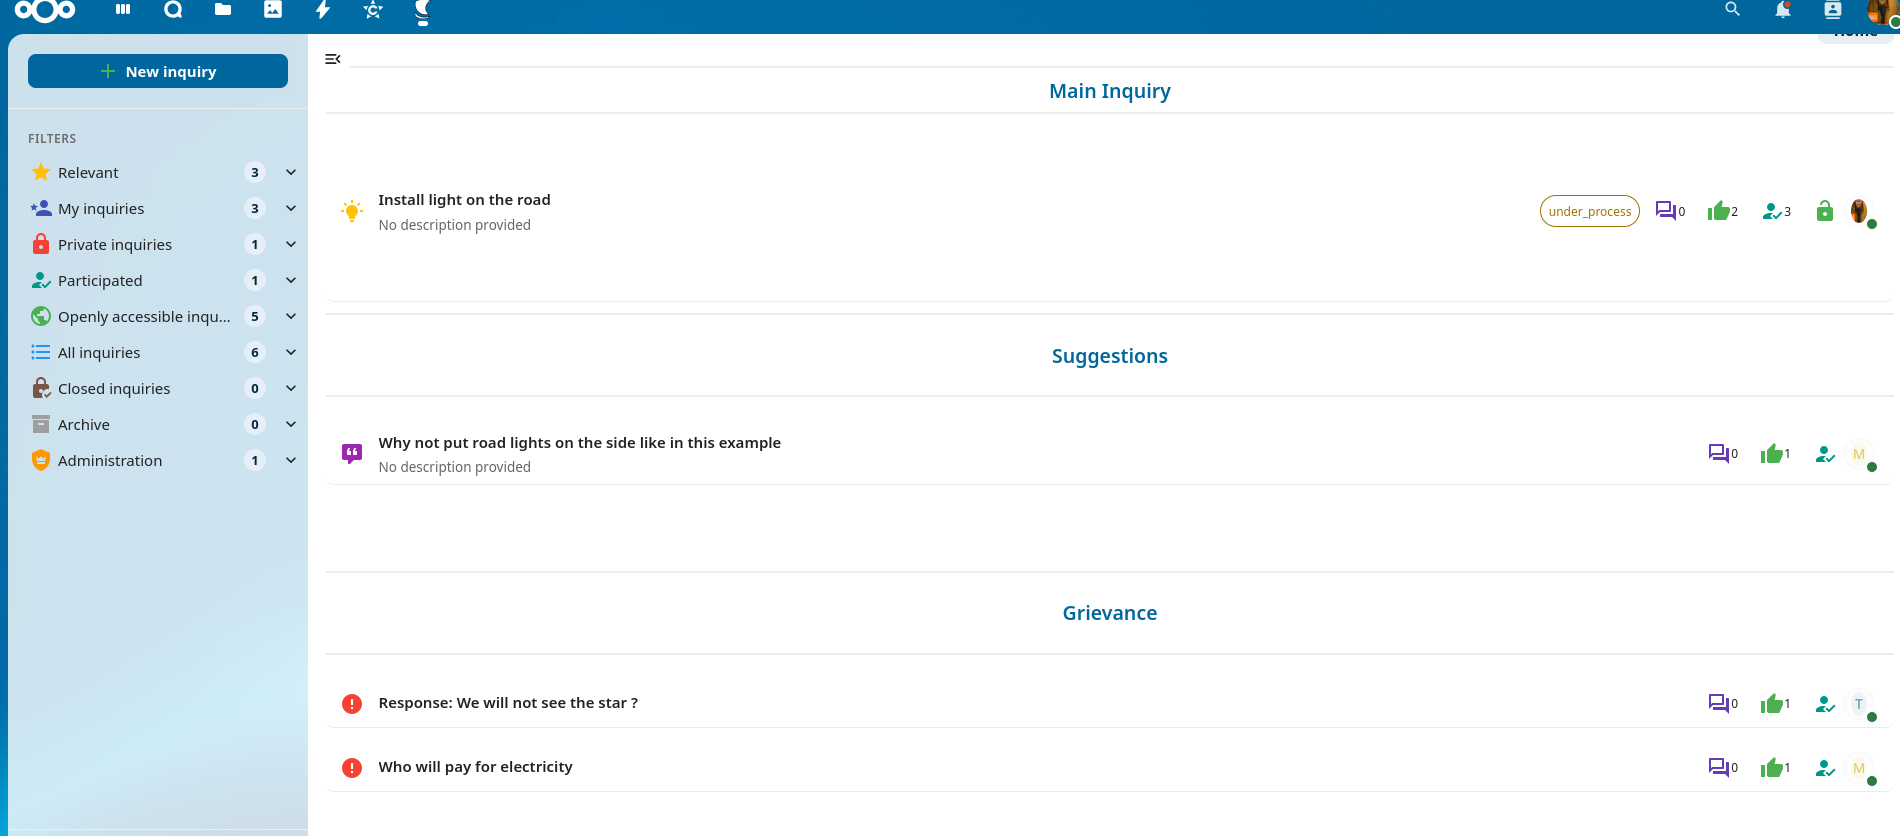 Home
New inquiry
FILTERS
Relevant 3
My inquiries 3
Private inquiries 1
Participated 1
Openly accessible inqu... 5
All inquiries 6
Closed inquiries 0
Archive 0
Administration 1
Main Inquiry
Install light on the road
No description provided
under_process 0 2 3
Suggestions
Why not put road lights on the side like in this example
No description provided
0 1 M
Grievance
Response: We will not see the star ?
0 1 T
Who will pay for electricity
0 1 M